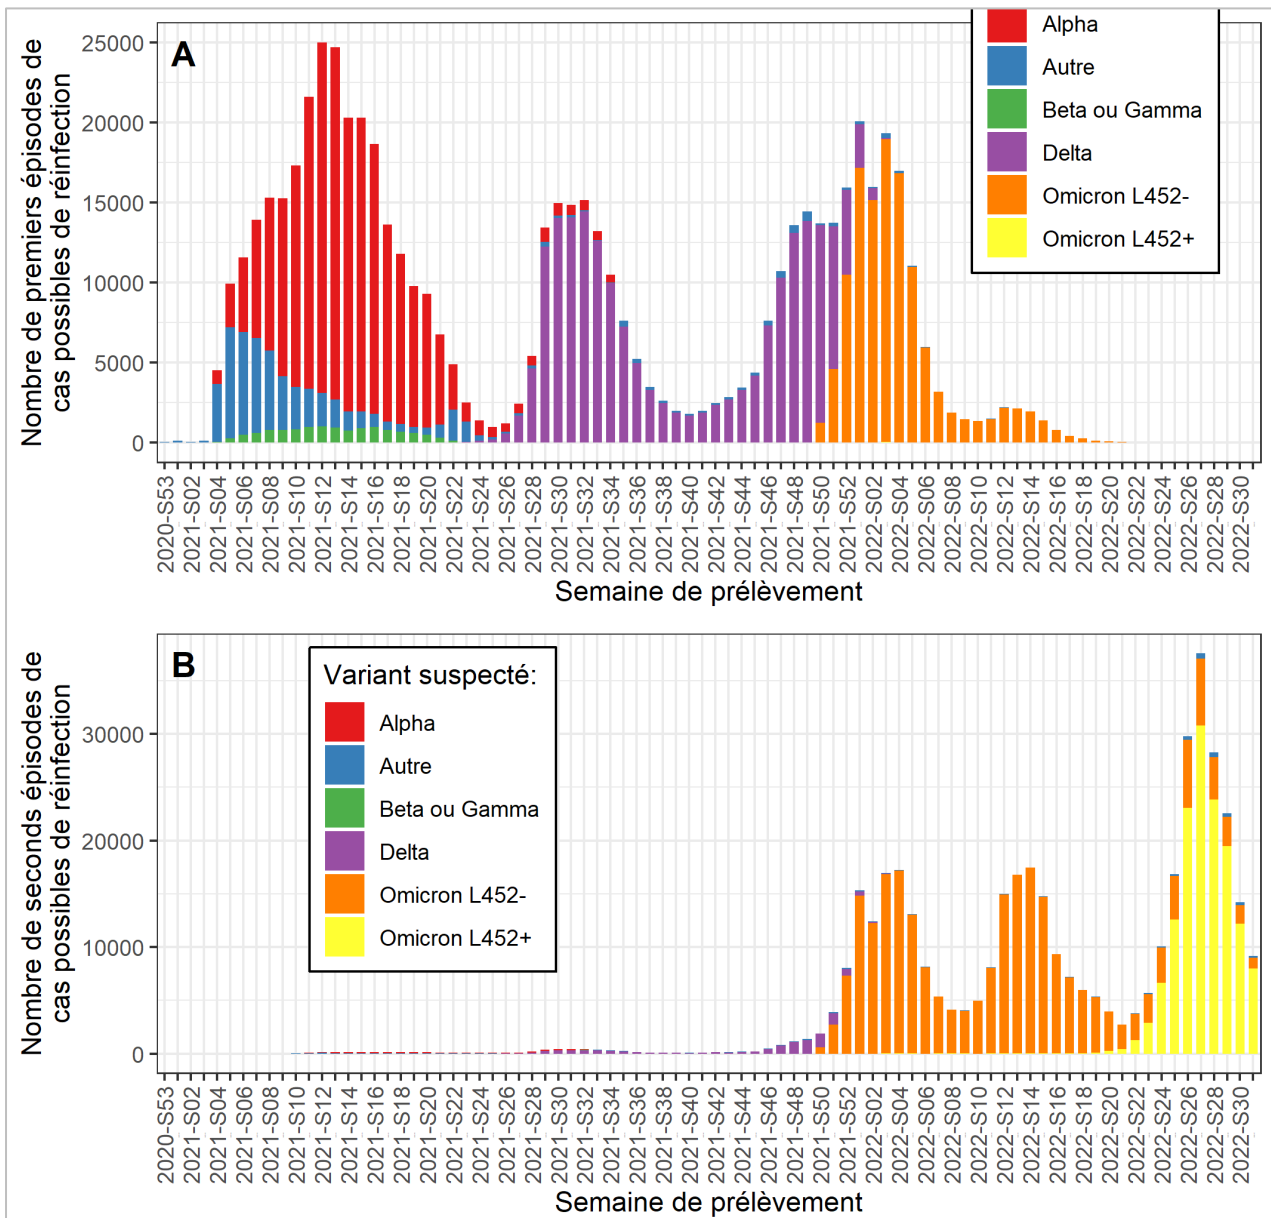 A
Nombre de premiers épisodes de
cas possibles de réinfection
25000
20000
15000
10000
5000
0
Alpha
Autre
Beta ou Gamma
Delta
Omicron L452-
Omicron L452+
2020-S53
2021-S02
2021-S04
2021-S06
2021-S08
2021-S10
2021-S12
2021-S14
2021-S16
2021-S18
2021-S20
2021-S22
2021-S24
2021-S26
2021-S28
2021-S30
2021-S32
2021-S34
2021-S36
2021-S38
2021-S40
2021-S42
2021-S44
2021-S46
2021-S48
2021-S50
2021-S52
2022-S02
2022-S04
2022-S06
2022-S08
2022-S10
2022-S12
2022-S14
2022-S16
2022-S18
2022-S20
2022-S22
2022-S24
2022-S26
2022-S28
2022-S30
Semaine de prélèvement
B
Nombre de seconds épisodes de
cas possibles de réinfection
30000
20000
10000
0
Variant suspecté:
Alpha
Autre
Beta ou Gamma
Delta
Omicron L452-
Omicron L452+
2020-S53
2021-S02
2021-S04
2021-S06
2021-S08
2021-S10
2021-S12
2021-S14
2021-S16
2021-S18
2021-S20
2021-S22
2021-S24
2021-S26
2021-S28
2021-S30
2021-S32
2021-S34
2021-S36
2021-S38
2021-S40
2021-S42
2021-S44
2021-S46
2021-S48
2021-S50
2021-S52
2022-S02
2022-S04
2022-S06
2022-S08
2022-S10
2022-S12
2022-S14
2022-S16
2022-S18
2022-S20
2022-S22
2022-S24
2022-S26
2022-S28
2022-S30
Semaine de prélèvement